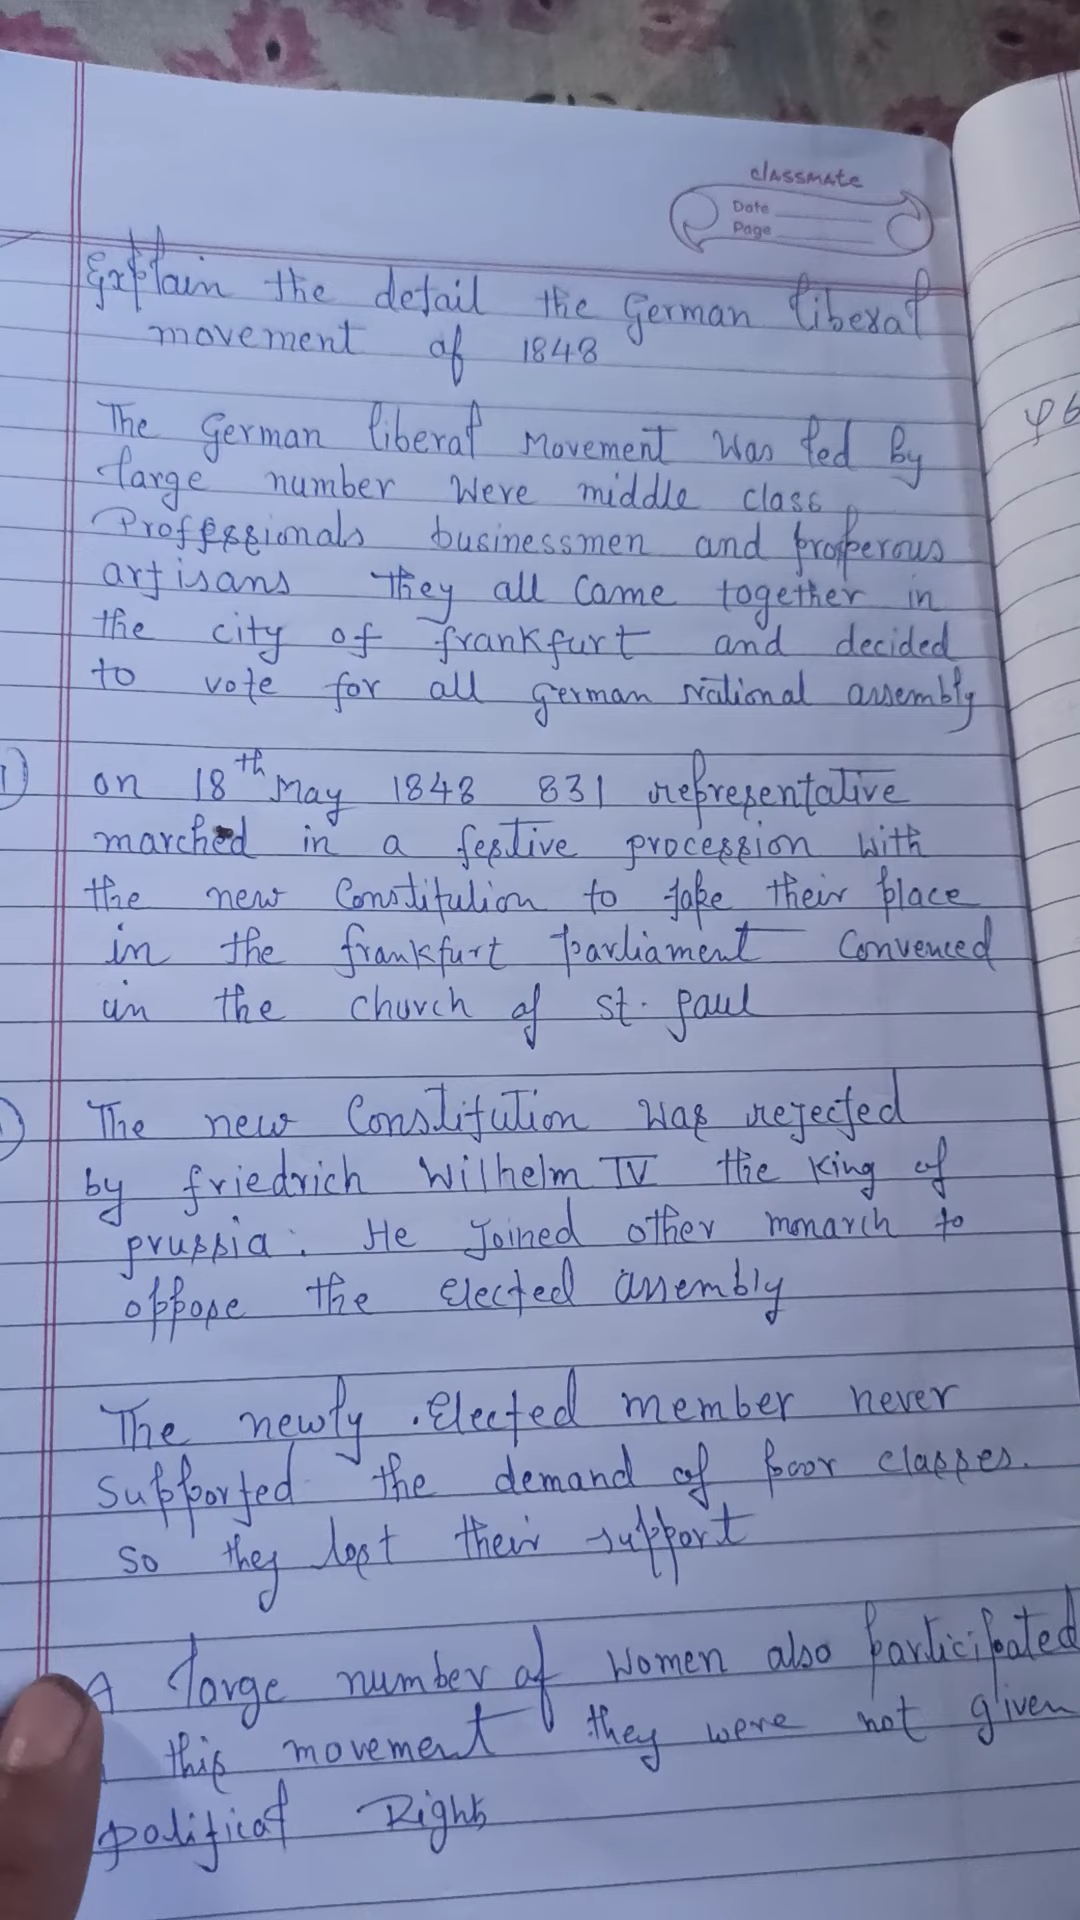 classmate
Date
Page
Explain the detail the German liberal
movement of 1848
The German liberal movement was led By
large number were middle class
Professionals businessmen and prosperous
artisans They all came together in
the city of frankfurt and decided
to vote for all german national assembly
on 18th may 1848 831 representative
marched in a festive procession with
the new Constitution to take their place
in the frankfurt parliament Convenced
in the church of st. paul
The new Constitution was rejected
by friedrich wilhelm IV the King of
prussia. He Joined other monarch to
oppose the Elected assembly
The newly Elected member never
supported the demand of poor classes.
so they lost their support
A large number of women also participated
this movement they were not given
political Right